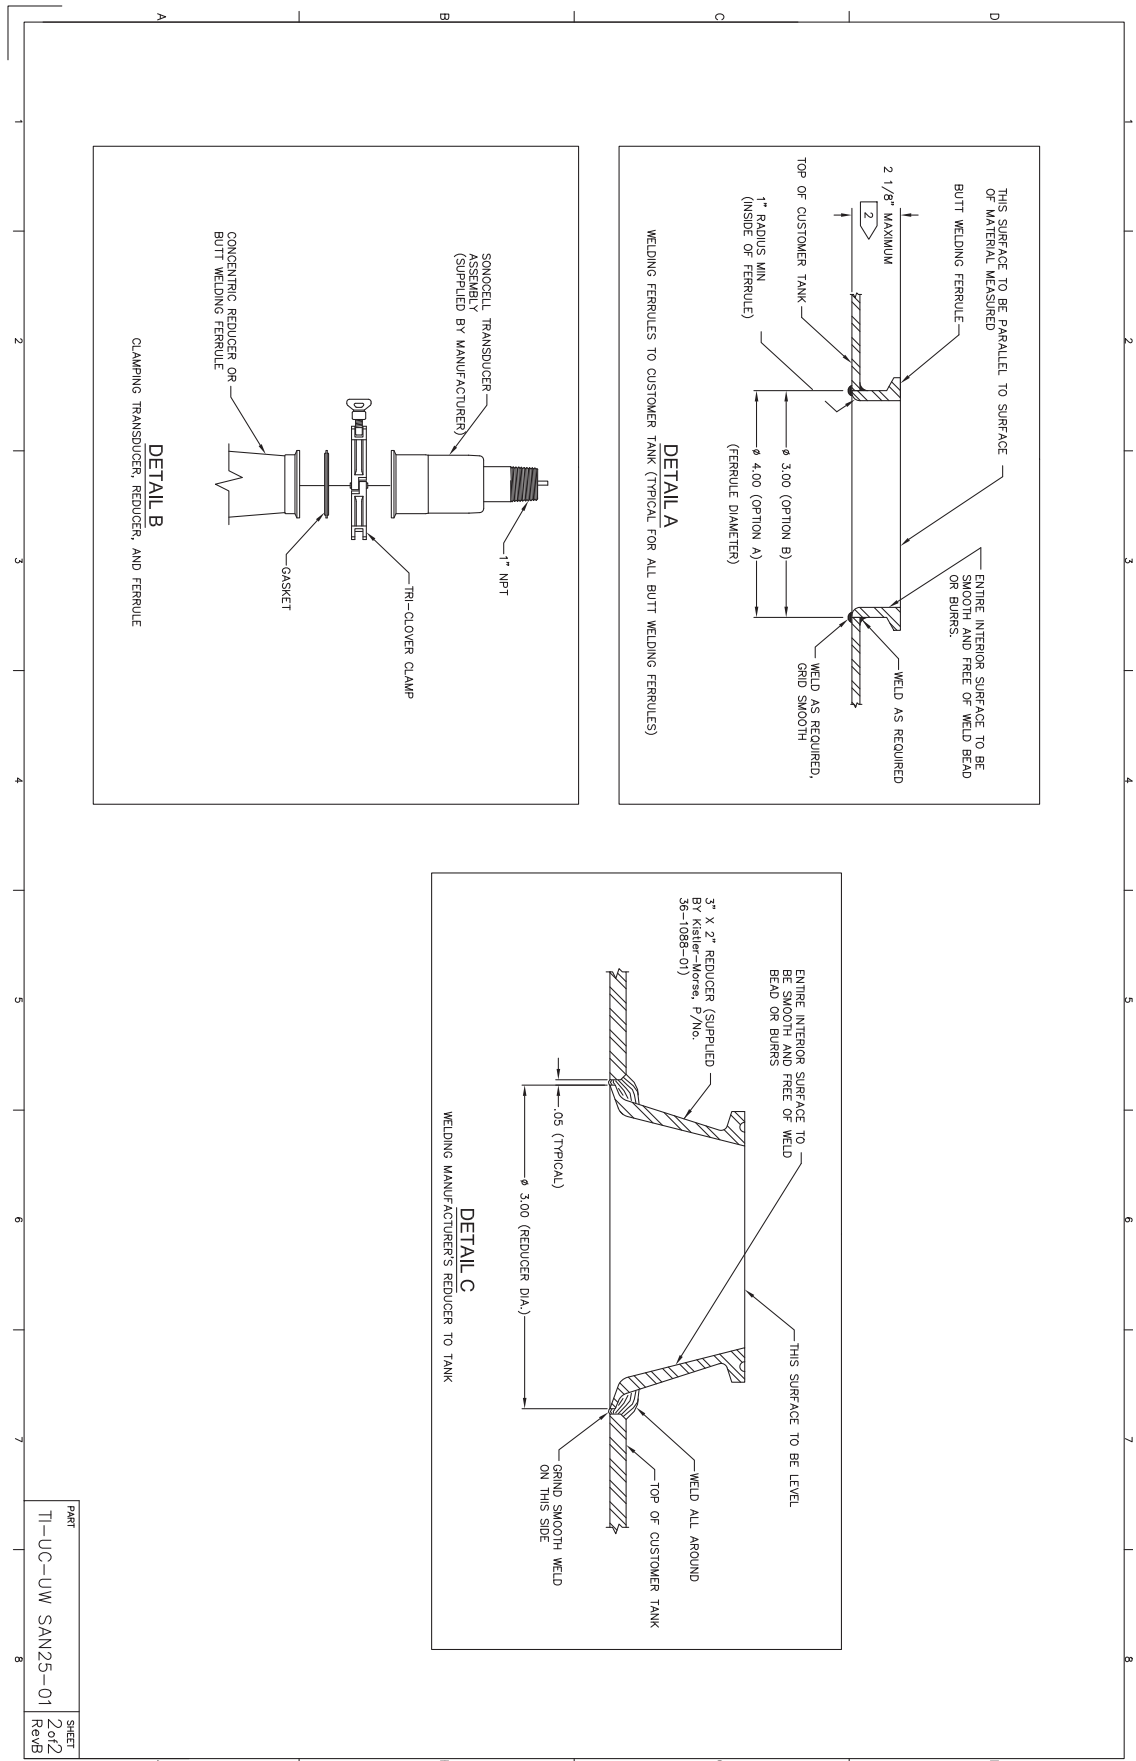 D
C
B
A
1
2
3
4
5
6
7
8
1
2
3
4
5
6
7
8
THIS SURFACE TO BE PARALLEL TO SURFACE
OF MATERIAL MEASURED
BUTT WELDING FERRULE
2 1/8" MAXIMUM
2
TOP OF CUSTOMER TANK
1" RADIUS MIN
(INSIDE OF FERRULE)
ø 3.00 (OPTION B)
ø 4.00 (OPTION A)
(FERRULE DIAMETER)
ENTIRE INTERIOR SURFACE TO BE
SMOOTH AND FREE OF WELD BEAD
OR BURRS.
WELD AS REQUIRED
WELD AS REQUIRED,
GRID SMOOTH
DETAIL A
WELDING FERRULES TO CUSTOMER TANK (TYPICAL FOR ALL BUTT WELDING FERRULES)
SONOCELL TRANSDUCER
ASSEMBLY
(SUPPLIED BY MANUFACTURER)
CONCENTRIC REDUCER OR
BUTT WELDING FERRULE
1" NPT
TRI-CLOVER CLAMP
GASKET
DETAIL B
CLAMPING TRANSDUCER, REDUCER, AND FERRULE
ENTIRE INTERIOR SURFACE TO
BE SMOOTH AND FREE OF WELD
BEAD OR BURRS
3" X 2" REDUCER (SUPPLIED
BY Kistler-Morse, P/No.
36-1088-01)
.05 (TYPICAL)
ø 3.00 (REDUCER DIA.)
THIS SURFACE TO BE LEVEL
WELD ALL AROUND
TOP OF CUSTOMER TANK
GRIND SMOOTH WELD
ON THIS SIDE
DETAIL C
WELDING MANUFACTURER'S REDUCER TO TANK
PART
TI-UC-UW SAN25-01
SHEET
2of2
RevB